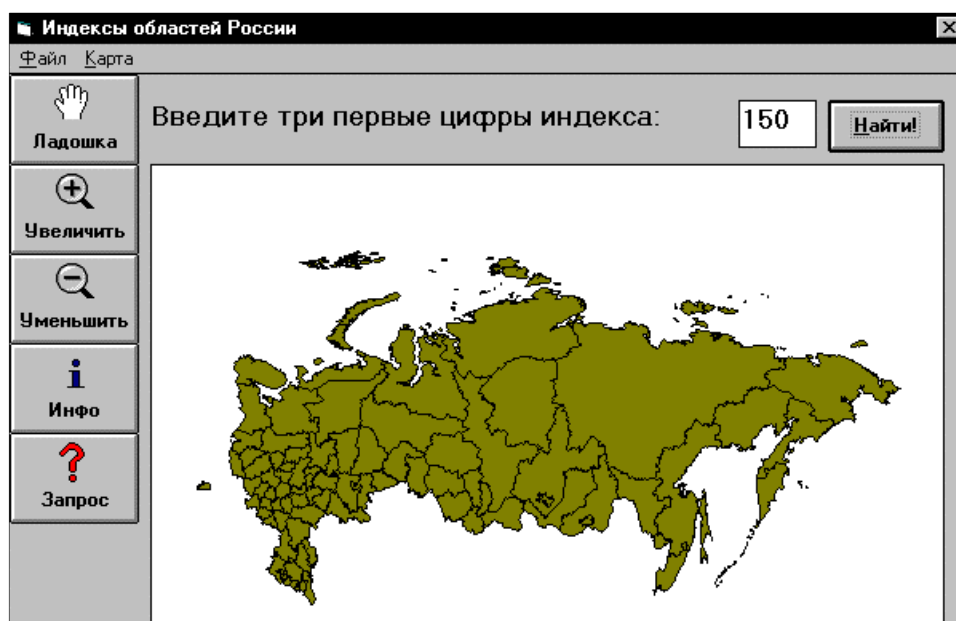 Индексы областей России
Файл Карта
Ладошка
Введите три первые цифры индекса:
150
Найти!
Увеличить
Уменьшить
Инфо
Запрос